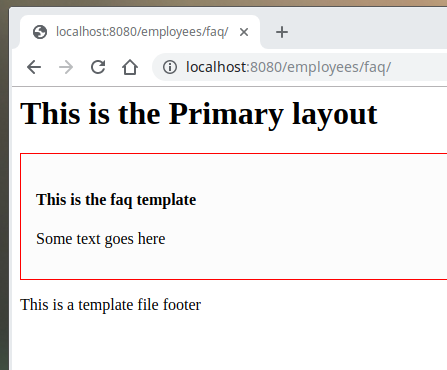 localhost:8080/employees/faq/
localhost:8080/employees/faq/
This is the Primary layout
This is the faq template
Some text goes here
This is a template file footer